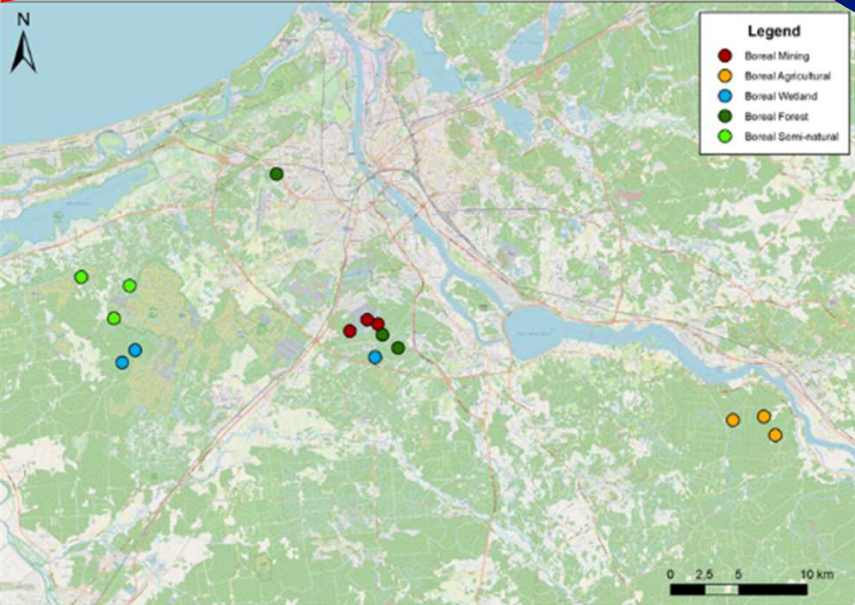 N
Legend
Boreal Mining
Boreal Agricultural
Boreal Wetland
Boreal Forest
Boreal Semi-natural
0 2.5 5 10 km